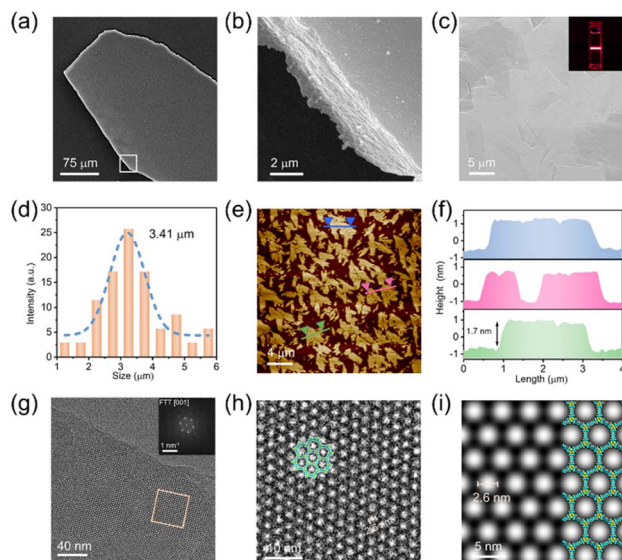 (a)
75 μm
(b)
2 μm
(c)
5 μm
(d)
30
25
20
15
10
5
0
Intensity (a.u.)
3.41 μm
1 2 3 4 5 6
Size (μm)
(e)
4 μm
(f)
1
0
-1
1
0
-1
1
0
-1
Height (nm)
1.7 nm
0 1 2 3 4
Length (μm)
(g)
FTT [001]
1 nm⁻¹
40 nm
(h)
(i)
2.6 nm
5 nm